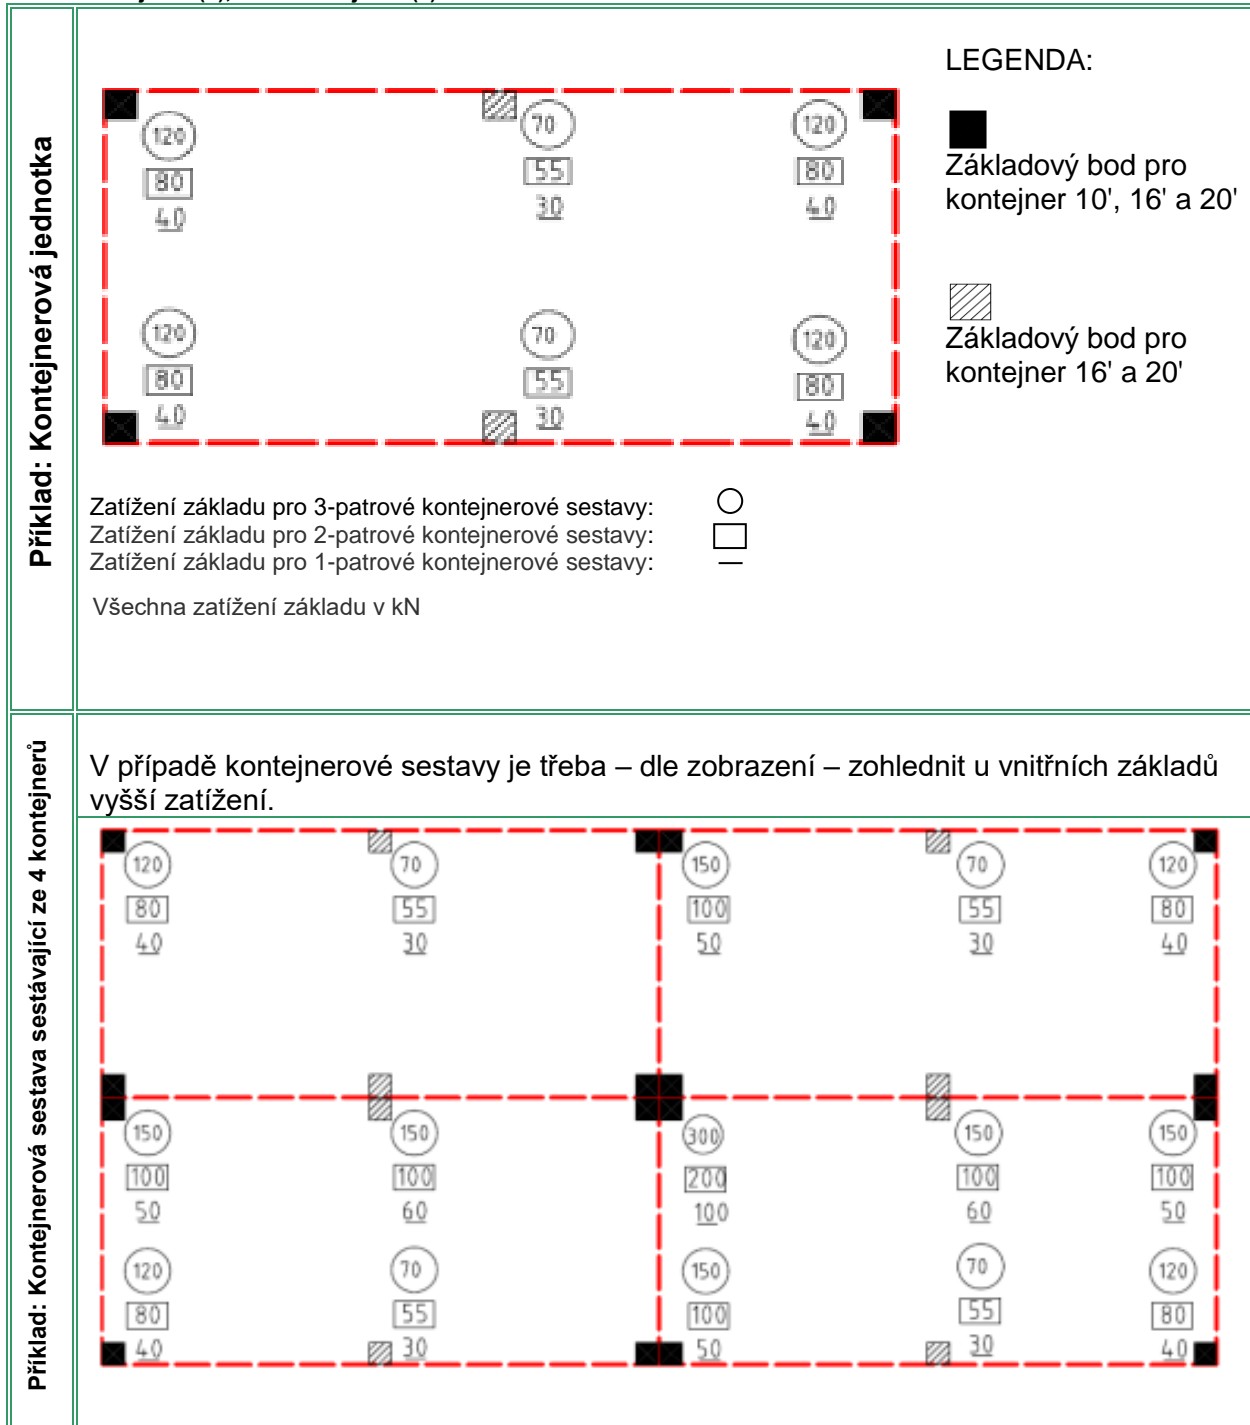 Příklad: Kontejnerová jednotka
120 70 120
80 55 80
40 30 40
120 70 120
80 55 80
40 30 40
LEGENDA:
Základový bod pro
kontejner 10', 16' a 20'
Základový bod pro
kontejner 16' a 20'
Zatížení základu pro 3-patrové kontejnerové sestavy:
Zatížení základu pro 2-patrové kontejnerové sestavy:
Zatížení základu pro 1-patrové kontejnerové sestavy:
Všechna zatížení základu v kN
Příklad: Kontejnerová sestava sestávající ze 4 kontejnerů
V případě kontejnerové sestavy je třeba – dle zobrazení – zohlednit u vnitřních základů
vyšší zatížení.
120 70 150 70 120
80 55 100 55 80
40 30 50 30 40
150 150 300 150 150
100 100 200 100 100
50 60 100 60 50
120 70 150 70 120
80 55 100 55 80
40 30 50 30 40